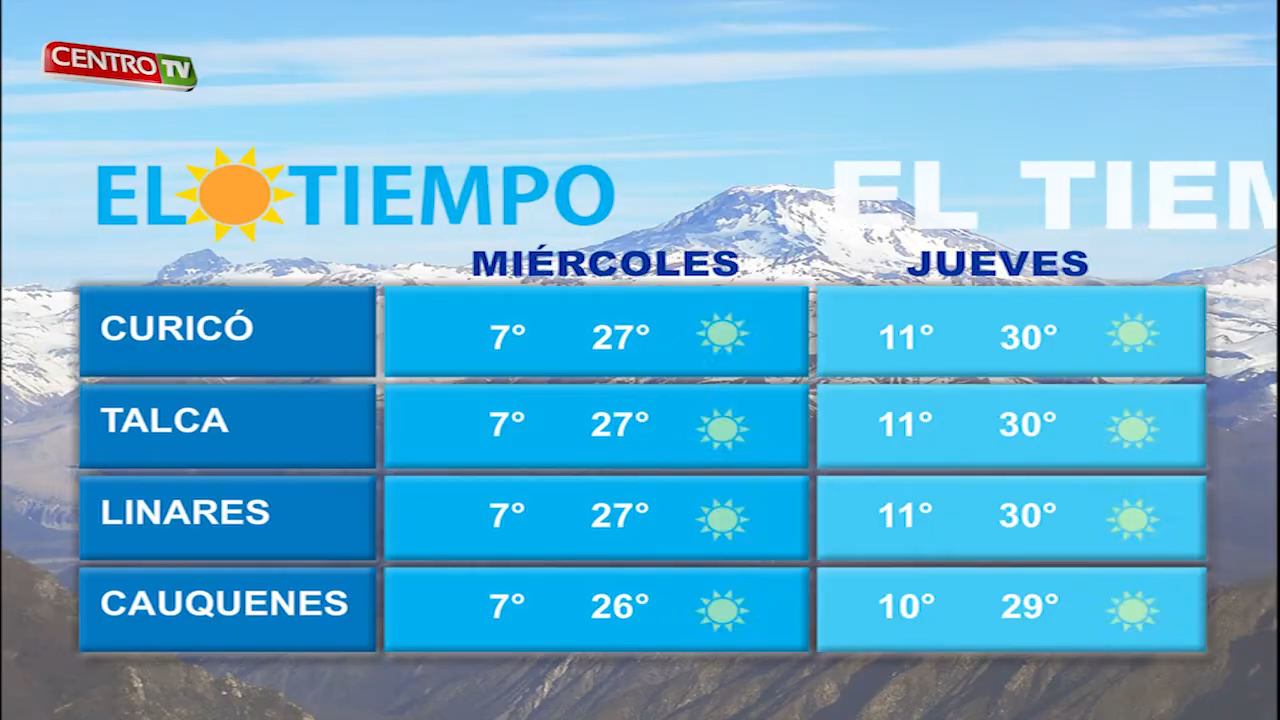 CENTRO TV
EL TIEMPO
EL TIEM
MIÉRCOLES JUEVES
CURICÓ 7° 27° 11° 30°
TALCA 7° 27° 11° 30°
LINARES 7° 27° 11° 30°
CAUQUENES 7° 26° 10° 29°